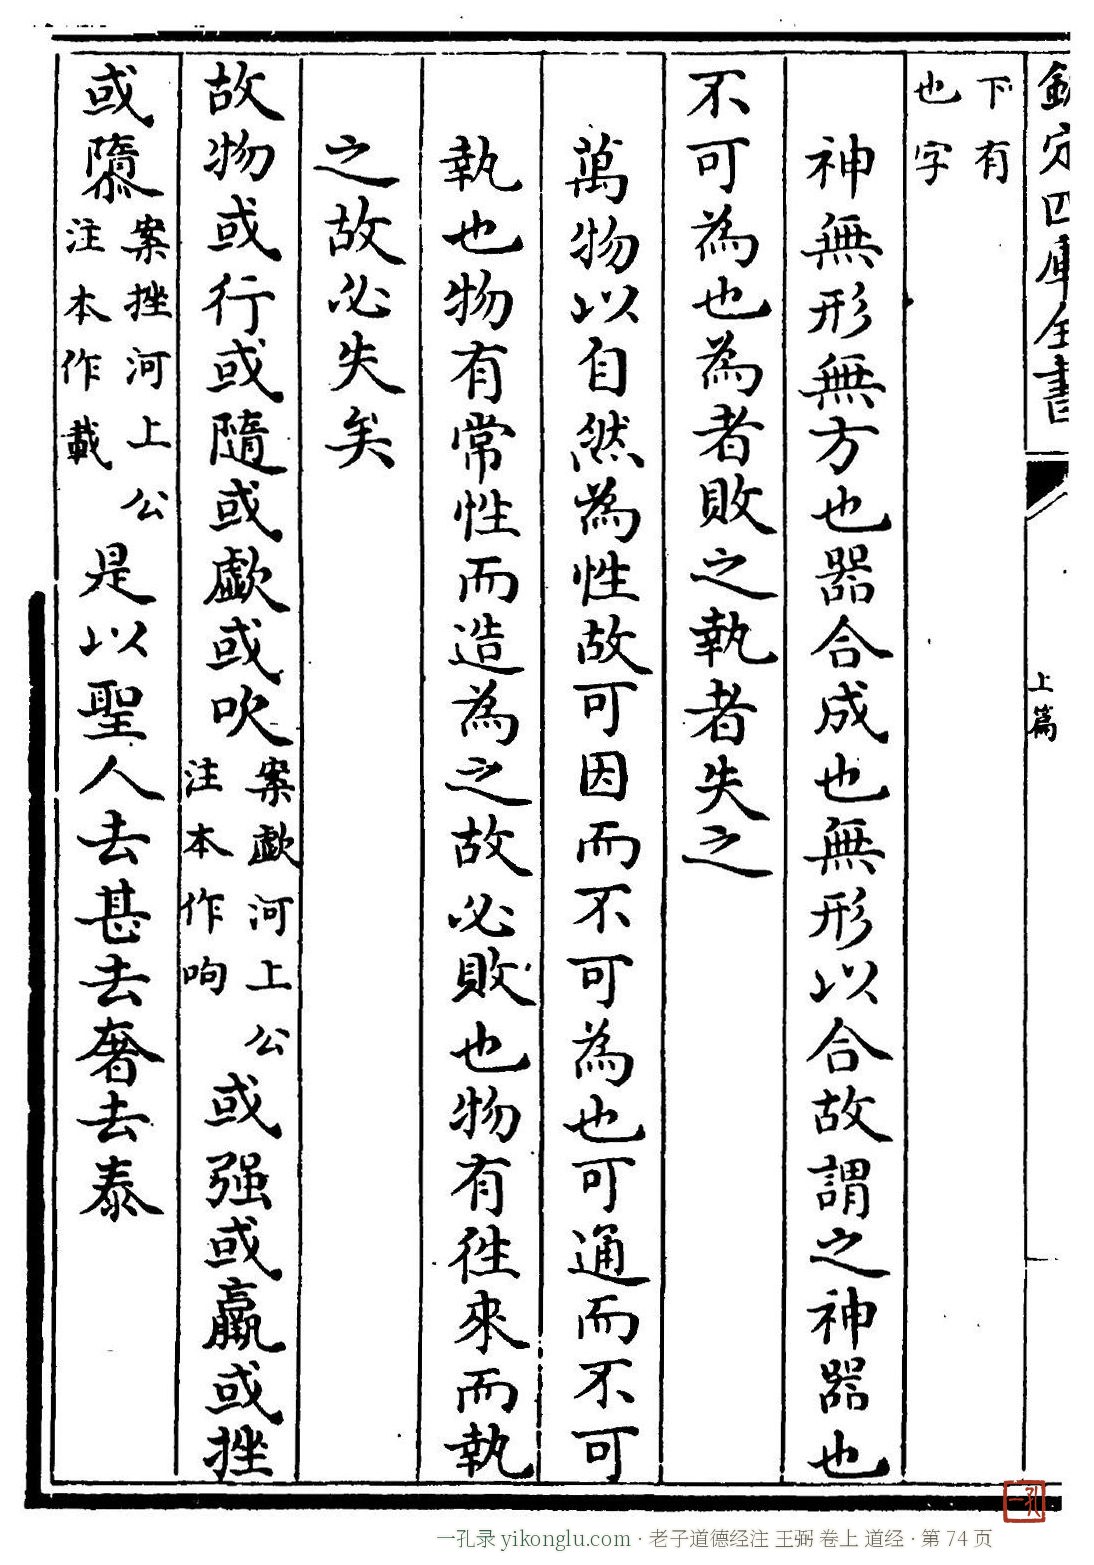 欽定四庫全書
上篇
下有
也字
神無形無方也器合成也無形以合故謂之神器也
不可為也為者敗之執者失之
萬物以自然為性故可因而不可為也可通而不可
執也物有常性而造為之故必敗也物有徃來而執
之故必失矣
故物或行或隨或歔或吹案歔河上公注本作呴或强或羸或挫
或隳案挫河上公注本作載是以聖人去甚去奢去泰
一孔
一孔录 yikonglu.com · 老子道德经注 王弼 卷上 道经 · 第 74 页